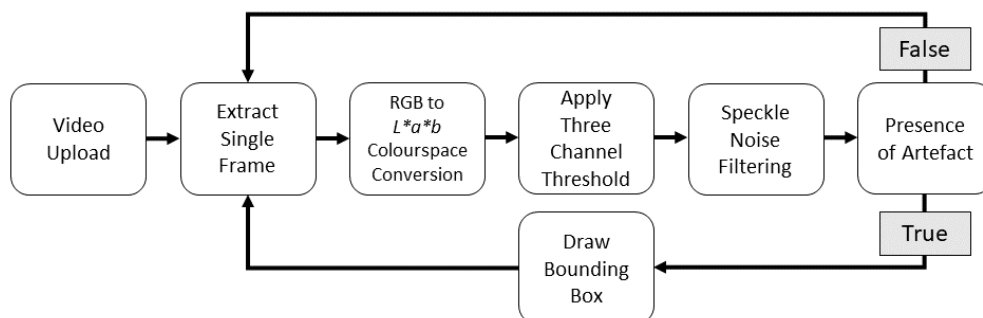 False
Video
Upload
Extract
Single
Frame
RGB to
L*a*b
Colourspace
Conversion
Apply
Three
Channel
Threshold
Speckle
Noise
Filtering
Presence
of Artefact
True
Draw
Bounding
Box